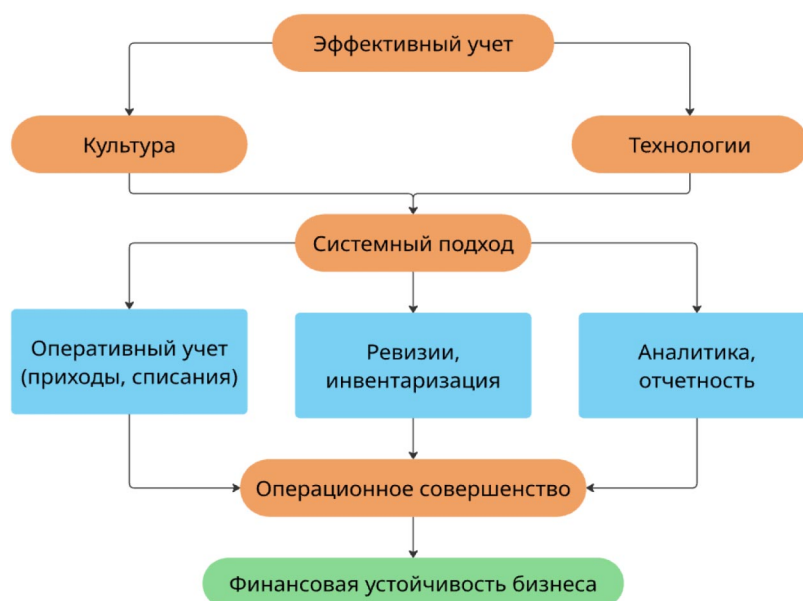 Эффективный учет
Культура
Технологии
Системный подход
Оперативный учет
(приходы, списания)
Ревизии,
инвентаризация
Аналитика,
отчетность
Операционное совершенство
Финансовая устойчивость бизнеса